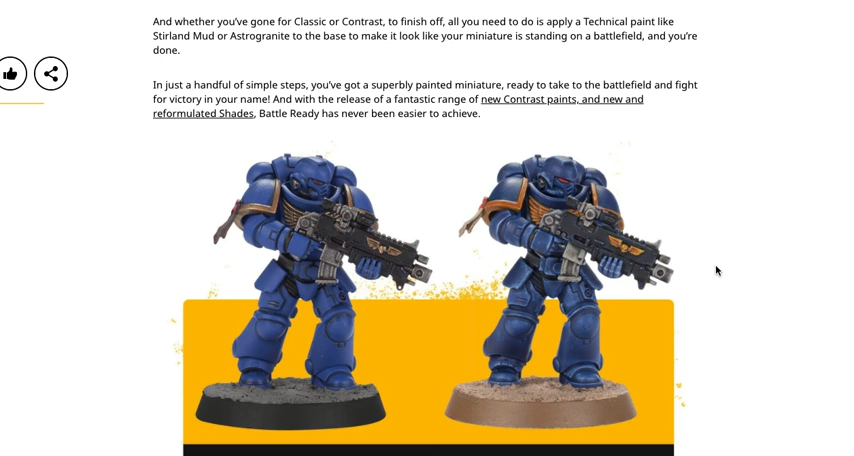 And whether you’ve gone for Classic or Contrast, to finish off, all you need to do is apply a Technical paint like
Stirland Mud or Astrogranite to the base to make it look like your miniature is standing on a battlefield, and you’re
done.
In just a handful of simple steps, you’ve got a superbly painted miniature, ready to take to the battlefield and fight
for victory in your name! And with the release of a fantastic range of new Contrast paints, and new and
reformulated Shades, Battle Ready has never been easier to achieve.